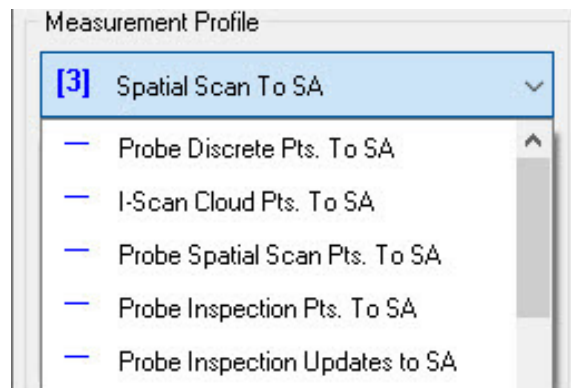 Measurement Profile
[3] Spatial Scan To SA
Probe Discrete Pts. To SA
I-Scan Cloud Pts. To SA
Probe Spatial Scan Pts. To SA
Probe Inspection Pts. To SA
Probe Inspection Updates to SA